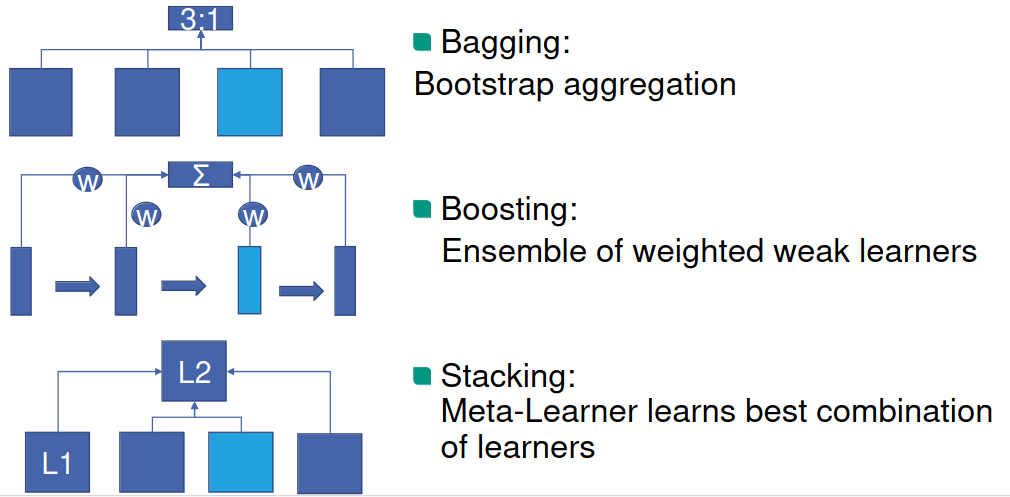 3:1
Bagging:
Bootstrap aggregation
Σ
w
w
w
w
Boosting:
Ensemble of weighted weak learners
L2
L1
Stacking:
Meta-Learner learns best combination
of learners